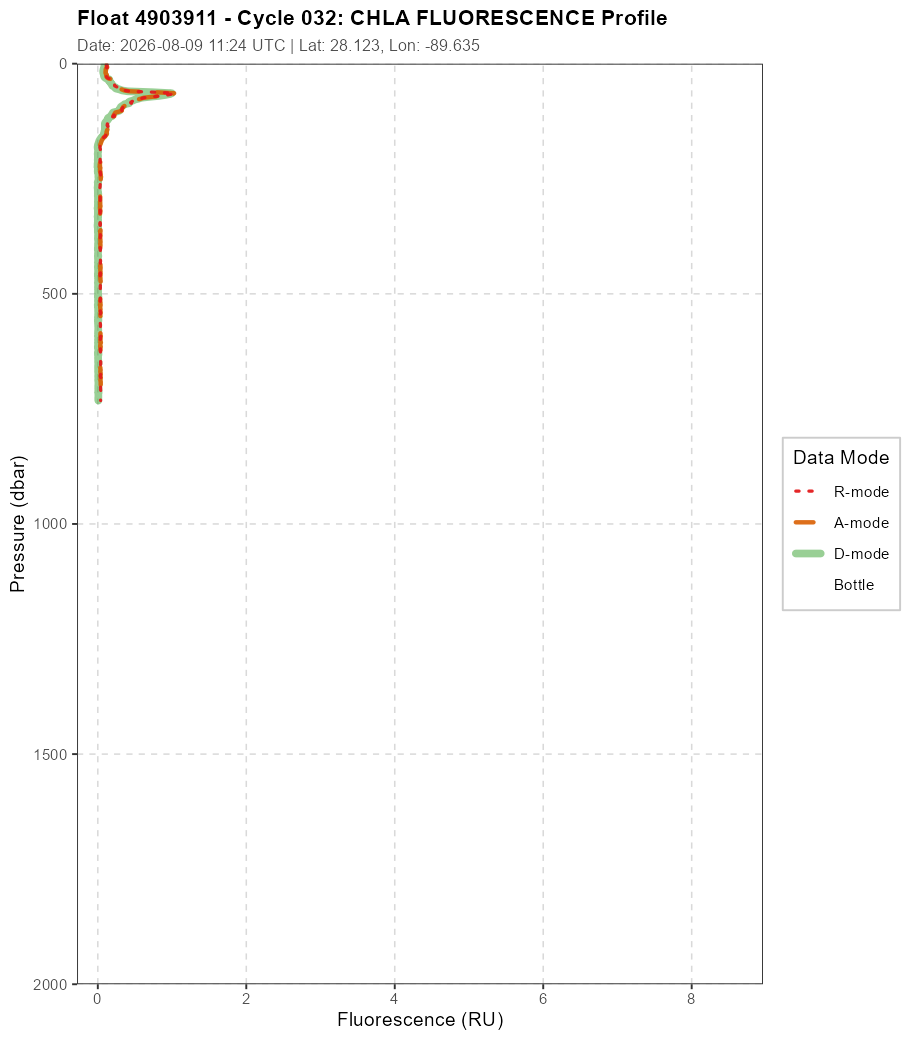 Float 4903911 - Cycle 032: CHLA FLUORESCENCE Profile
Date: 2026-08-09 11:24 UTC | Lat: 28.123, Lon: -89.635
0
500
1000
1500
2000
Pressure (dbar)
0 2 4 6 8
Fluorescence (RU)
Data Mode
R-mode
A-mode
D-mode
Bottle